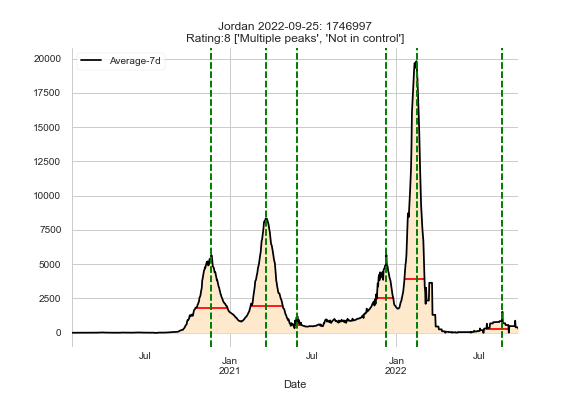 Jordan 2022-09-25: 1746997
Rating:8 ['Multiple peaks', 'Not in control']
Average-7d
20000
17500
15000
12500
10000
7500
5000
2500
0
Jul
Jan
2021
Jul
Jan
2022
Jul
Date